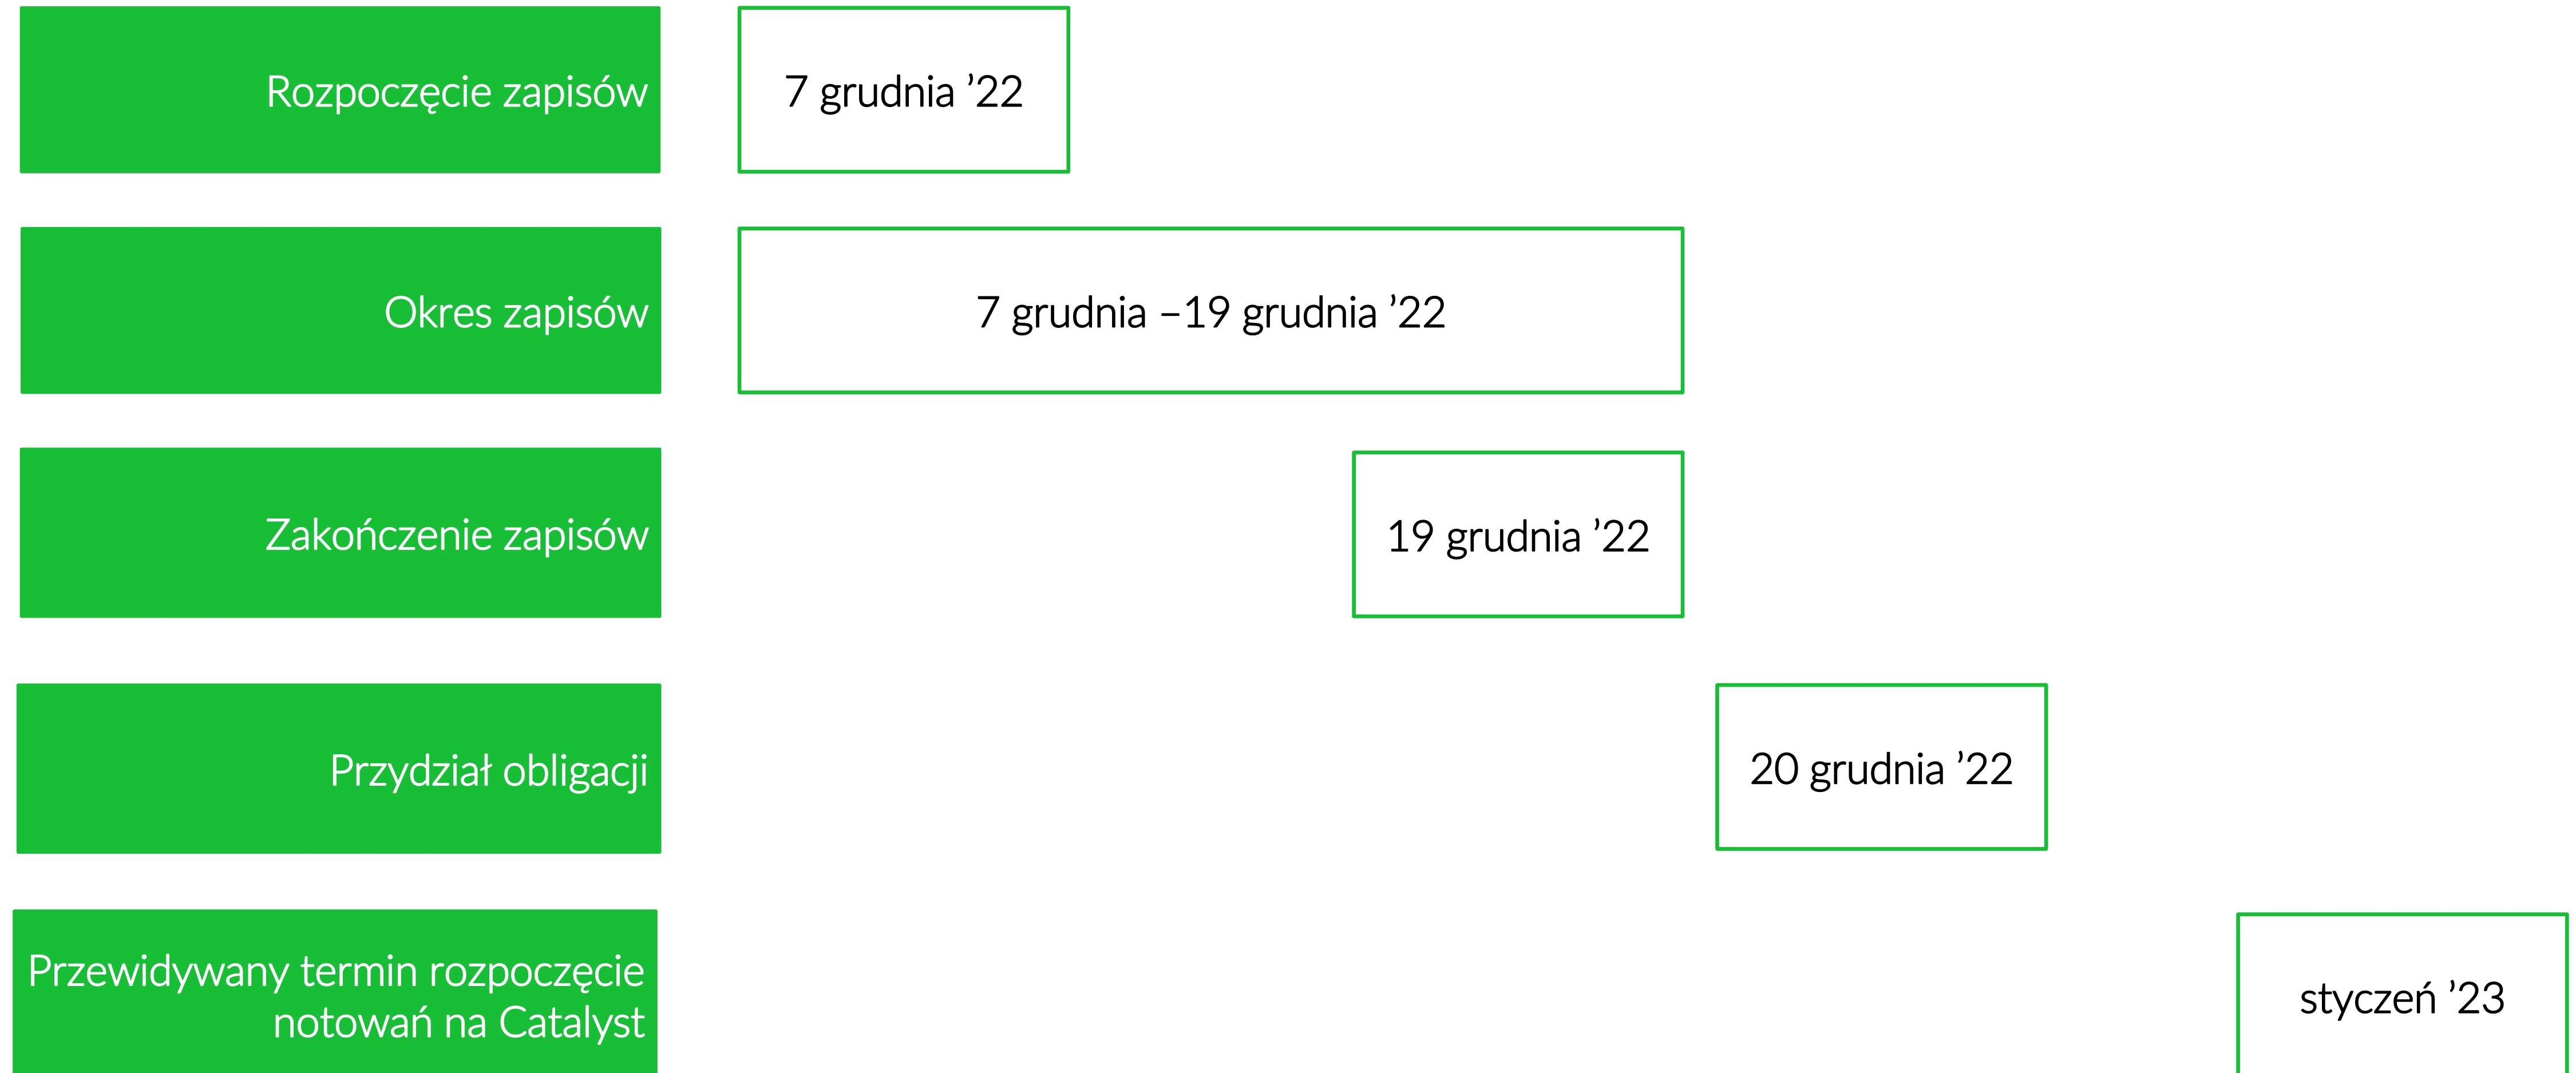 Rozpoczęcie zapisów
7 grudnia ’22
Okres zapisów
7 grudnia –19 grudnia ’22
Zakończenie zapisów
19 grudnia ’22
Przydział obligacji
20 grudnia ’22
Przewidywany termin rozpoczęcie
notowań na Catalyst
styczeń ’23